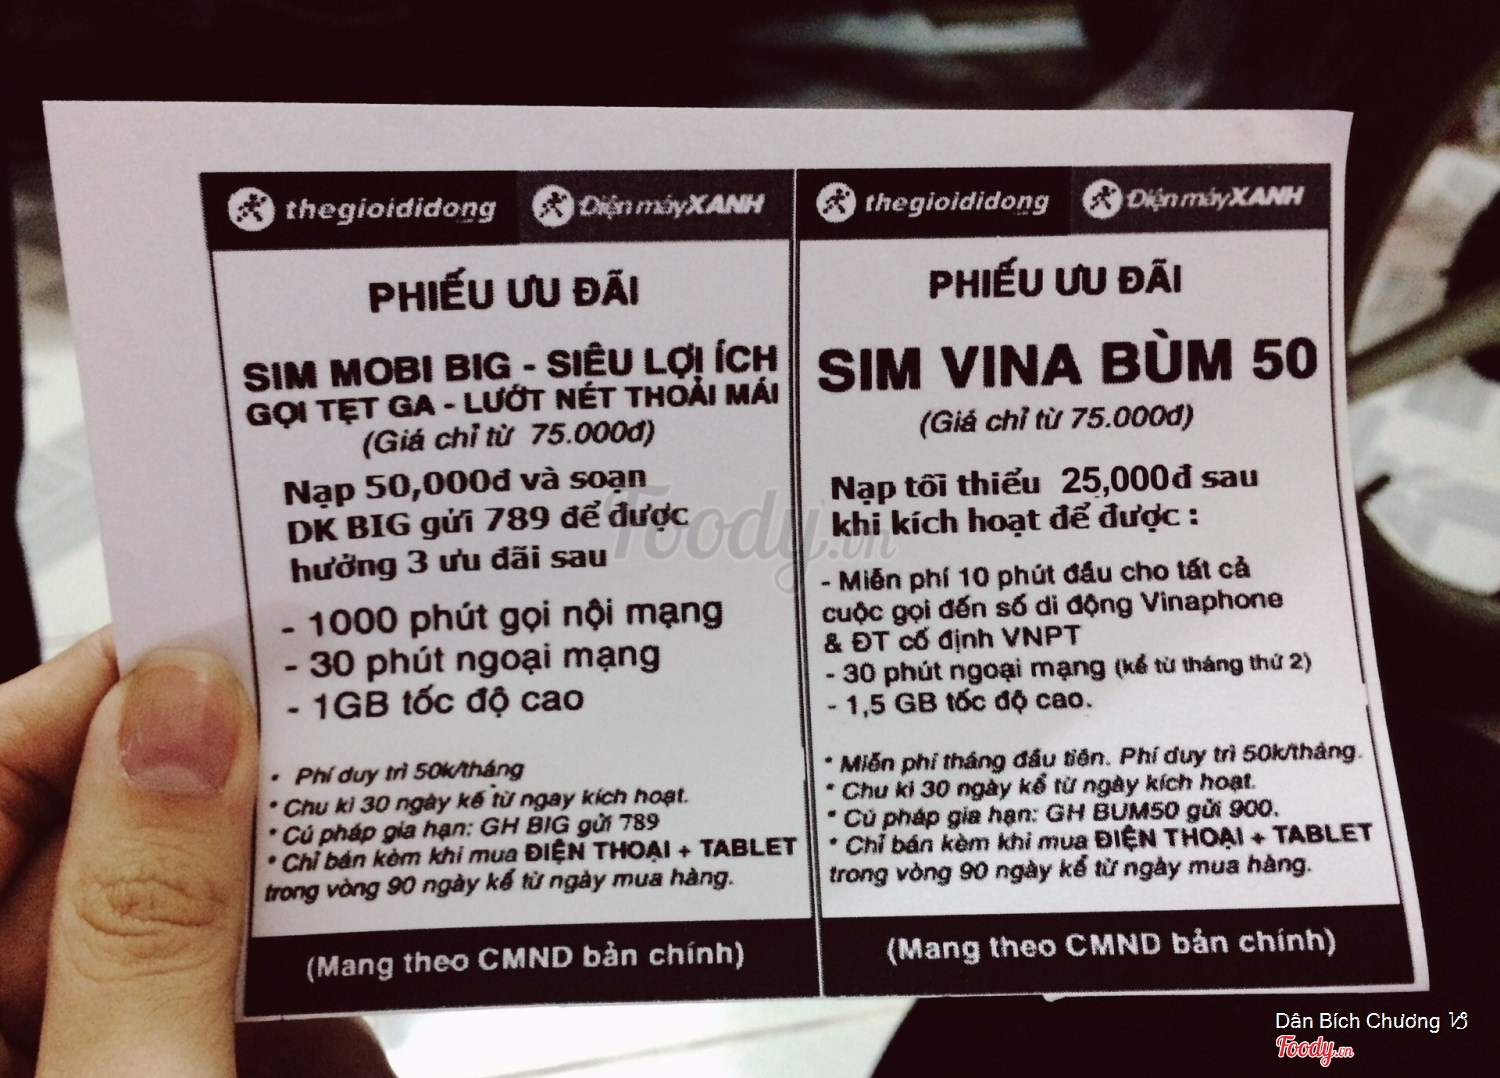 thegioididong
Điện máyXANH
PHIẾU ƯU ĐÃI
SIM MOBI BIG - SIÊU LỢI ÍCH
GỌI TẸT GA - LƯỚT NÉT THOẢI MÁI
(Giá chỉ từ 75.000đ)
Nạp 50,000đ và soạn
DK BIG gửi 789 để được
hưởng 3 ưu đãi sau
- 1000 phút gọi nội mạng
- 30 phút ngoại mạng
- 1GB tốc độ cao
• Phí duy trì 50k/tháng
* Chu kì 30 ngày kể từ ngay kích hoạt.
* Cú pháp gia hạn: GH BIG gửi 789
* Chỉ bán kèm khi mua ĐIỆN THOẠI + TABLET
trong vòng 90 ngày kể từ ngày mua hàng.
(Mang theo CMND bản chính)
thegioididong
Điện máyXANH
PHIẾU ƯU ĐÃI
SIM VINA BÙM 50
(Giá chỉ từ 75.000đ)
Nạp tối thiểu 25,000đ sau
khi kích hoạt để được :
- Miễn phí 10 phút đầu cho tất cả
cuộc gọi đến số di động Vinaphone
& ĐT cố định VNPT
- 30 phút ngoại mạng (kể từ tháng thứ 2)
- 1,5 GB tốc độ cao.
* Miễn phí tháng đầu tiên. Phí duy trì 50k/tháng.
* Chu kì 30 ngày kể từ ngày kích hoạt.
* Cú pháp gia hạn: GH BUM50 gửi 900.
* Chỉ bán kèm khi mua ĐIỆN THOẠI + TABLET
trong vòng 90 ngày kể từ ngày mua hàng.
(Mang theo CMND bản chính)
Foody.vn
Dân Bích Chương ♑
Foody.vn